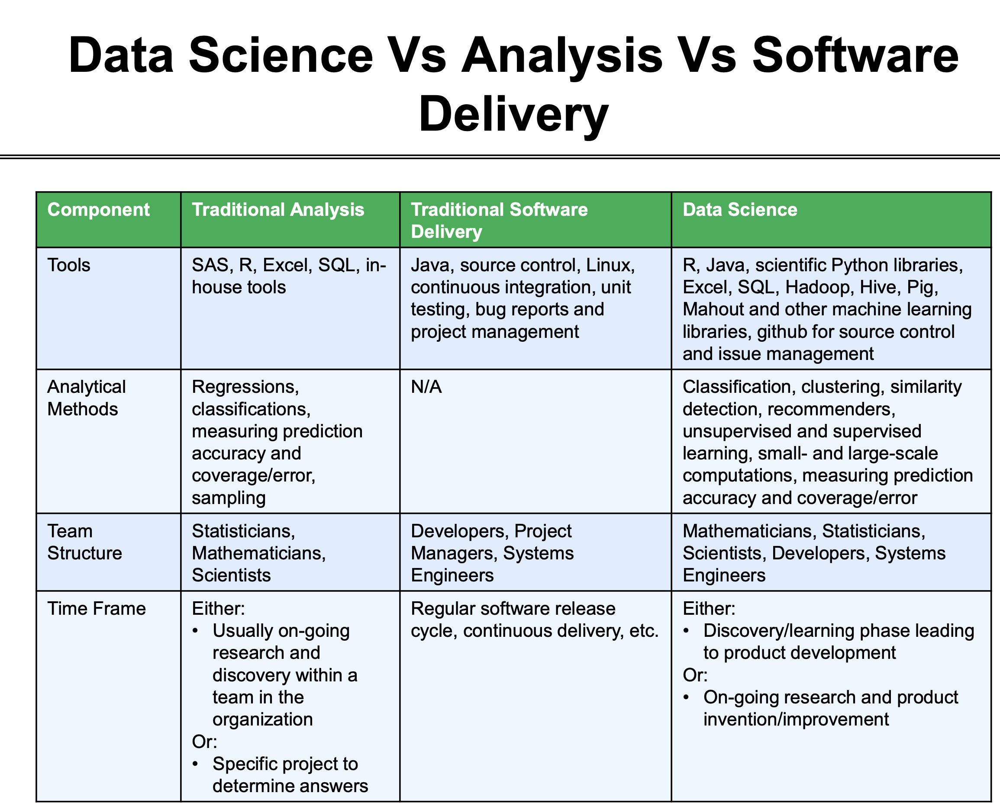 Data Science Vs Analysis Vs Software
Delivery
Component
Traditional Analysis
Traditional Software
Delivery
Data Science
Tools
SAS, R, Excel, SQL, in-
house tools
Java, source control, Linux,
continuous integration, unit
testing, bug reports and
project management
R, Java, scientific Python libraries,
Excel, SQL, Hadoop, Hive, Pig,
Mahout and other machine learning
libraries, github for source control
and issue management
Analytical
Methods
Regressions,
classifications,
measuring prediction
accuracy and
coverage/error,
sampling
N/A
Classification, clustering, similarity
detection, recommenders,
unsupervised and supervised
learning, small- and large-scale
computations, measuring prediction
accuracy and coverage/error
Team
Structure
Statisticians,
Mathematicians,
Scientists
Developers, Project
Managers, Systems
Engineers
Mathematicians, Statisticians,
Scientists, Developers, Systems
Engineers
Time Frame
Either:
• Usually on-going
research and
discovery within a
team in the
organization
Or:
• Specific project to
determine answers
Regular software release
cycle, continuous delivery, etc.
Either:
• Discovery/learning phase leading
to product development
Or:
• On-going research and product
invention/improvement